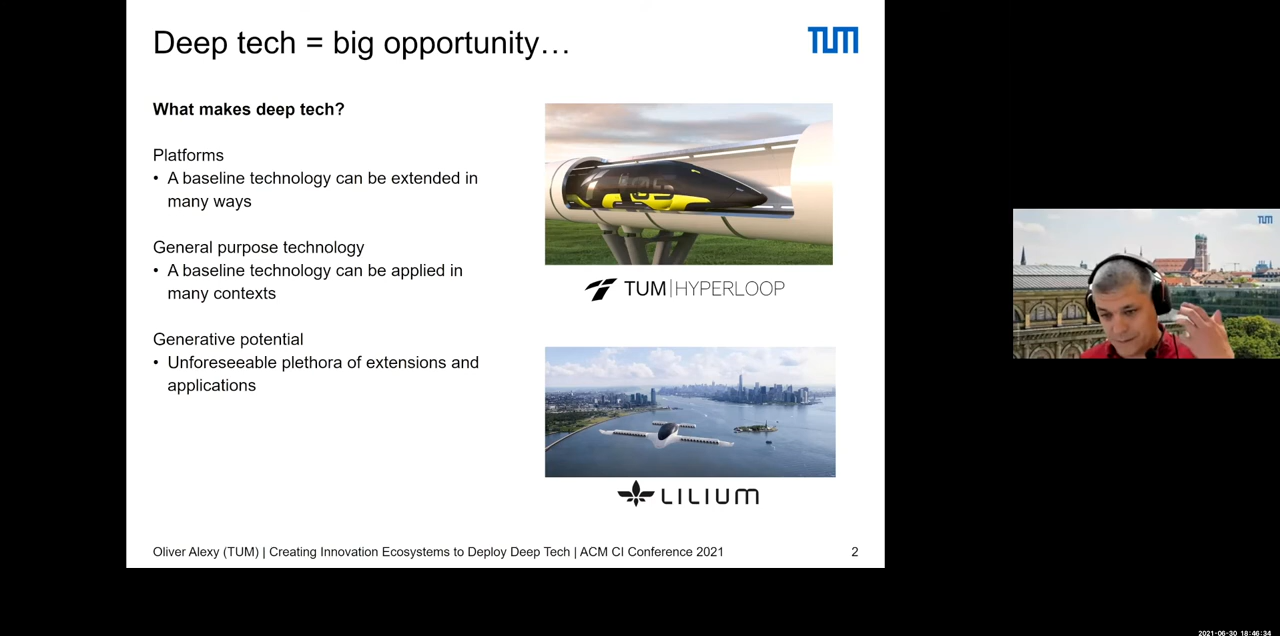 Deep tech = big opportunity…
TUM
What makes deep tech?
Platforms
• A baseline technology can be extended in
many ways
General purpose technology
• A baseline technology can be applied in
many contexts
Generative potential
• Unforeseeable plethora of extensions and
applications
TUM|HYPERLOOP
LILIUM
Oliver Alexy (TUM) | Creating Innovation Ecosystems to Deploy Deep Tech | ACM CI Conference 2021
2
TUM
2021-06-30 18:46:34